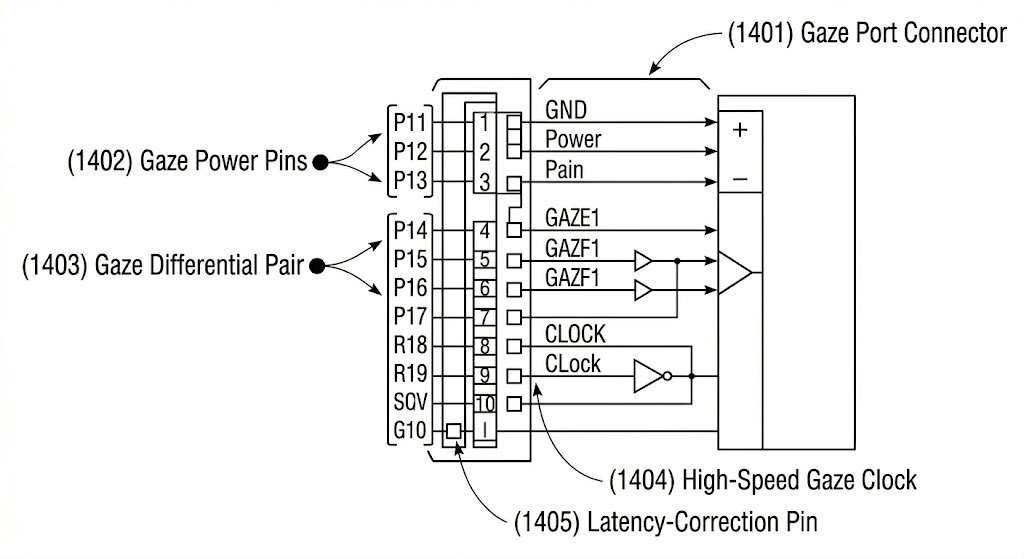 (1401) Gaze Port Connector
GND
P11 1
Power +
P12 2
(1402) Gaze Power Pins
Pain
P13 3 −
P14 4 GAZE1
P15 5 GAZF1
(1403) Gaze Differential Pair
P16 6 GAZF1
P17 7
R18 8 CLOCK
R19 9 CLock
SQV 10
G10 I
(1404) High-Speed Gaze Clock
(1405) Latency-Correction Pin